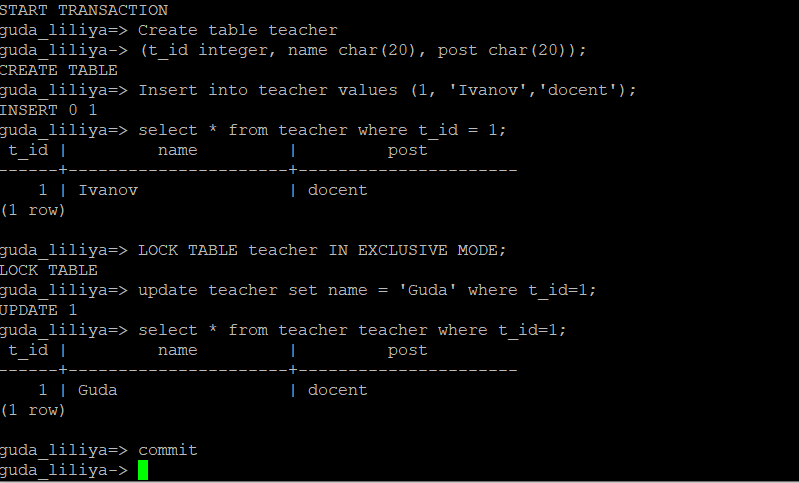 START TRANSACTION
guda_liliya=> Create table teacher
guda_liliya-> (t_id integer, name char(20), post char(20));
CREATE TABLE
guda_liliya=> Insert into teacher values (1, 'Ivanov','docent');
INSERT 0 1
guda_liliya=> select * from teacher where t_id = 1;
 t_id |         name         |         post
------+----------------------+----------------------
    1 | Ivanov               | docent
(1 row)

guda_liliya=> LOCK TABLE teacher IN EXCLUSIVE MODE;
LOCK TABLE
guda_liliya=> update teacher set name = 'Guda' where t_id=1;
UPDATE 1
guda_liliya=> select * from teacher teacher where t_id=1;
 t_id |         name         |         post
------+----------------------+----------------------
    1 | Guda                 | docent
(1 row)

guda_liliya=> commit
guda_liliya->